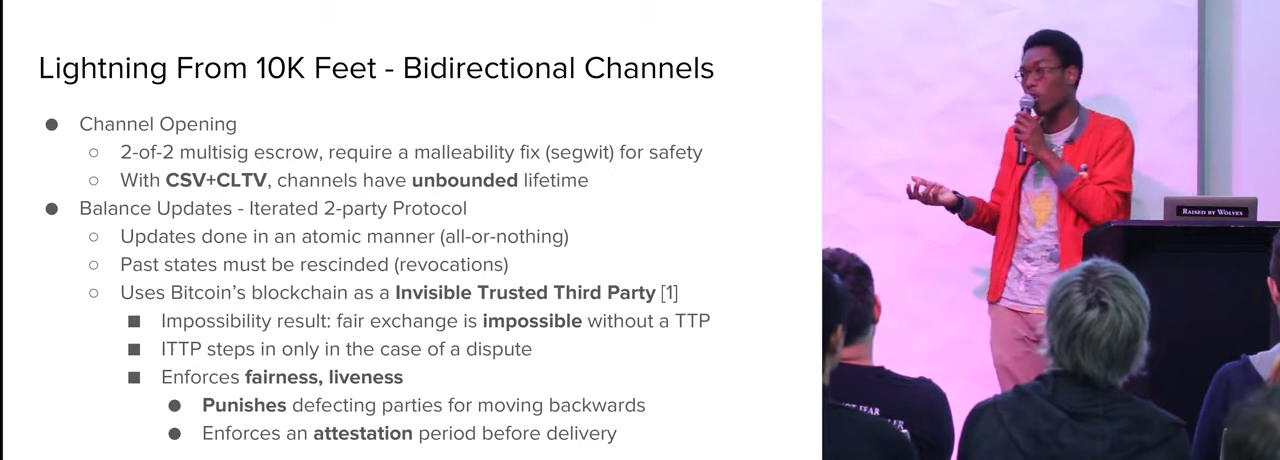 Lightning From 10K Feet - Bidirectional Channels
● Channel Opening
○ 2-of-2 multisig escrow, require a malleability fix (segwit) for safety
○ With CSV+CLTV, channels have unbounded lifetime
● Balance Updates - Iterated 2-party Protocol
○ Updates done in an atomic manner (all-or-nothing)
○ Past states must be rescinded (revocations)
○ Uses Bitcoin's blockchain as a Invisible Trusted Third Party [1]
■ Impossibility result: fair exchange is impossible without a TTP
■ ITTP steps in only in the case of a dispute
■ Enforces fairness, liveness
● Punishes defecting parties for moving backwards
● Enforces an attestation period before delivery
RAISED BY WOLVES
FEAR